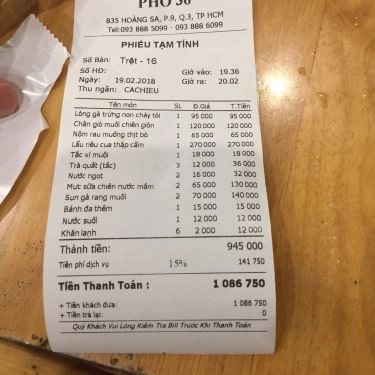 PHỐ 30
835 HOÀNG SA, P.9, Q.3, TP HCM
Tel:093 888 5099 - 093 888 6099
PHIẾU TẠM TÍNH
Số Bàn: Trệt - 16
Số HĐ: Giờ vào: 19.36
Ngày: 19.02.2018 Giờ ra: 20.02
Thu ngân: CACHIEU
Tên món SL Đ.Giá T.Tiền
Lòng gà trứng non cháy tỏi 1 95 000 95 000
Chân giò muối chiên giòn 1 120 000 120 000
Nộm rau muống thịt bò 1 65 000 65 000
Lẩu riêu cua thập cẩm 1 270 000 270 000
Tắc xí muội 1 18 000 18 000
Trà quất (tắc) 3 12 000 36 000
Nước ngọt 2 16 000 32 000
Mực sữa chiên nước mắm 2 65 000 130 000
Sụn gà rang muối 2 70 000 140 000
Bánh đa thêm 1 15 000 15 000
Nước suối 1 12 000 12 000
Khăn lạnh 6 2 000 12 000
Thành tiền: 945 000
Tiền phí dịch vụ 15% 141 750
Tiền Thanh Toán : 1 086 750
+ Tiền khách đưa: 1 086 750
+ Tiền trả lại: 0
Quý Khách Vui Lòng Kiểm Tra Bill Trước Khi Thanh Toán